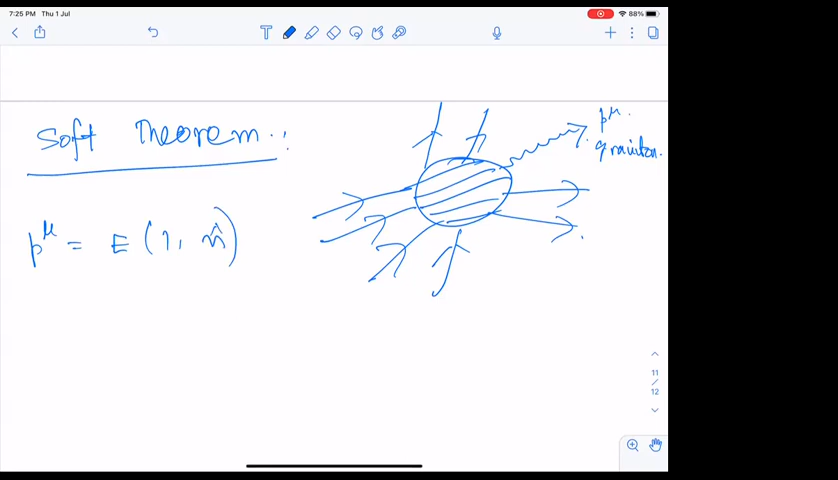 7:25 PM Thu 1 Jul
88%
Soft Theorem :
p^μ
graviton.
p^μ = E (1, n̂)
11
/
12